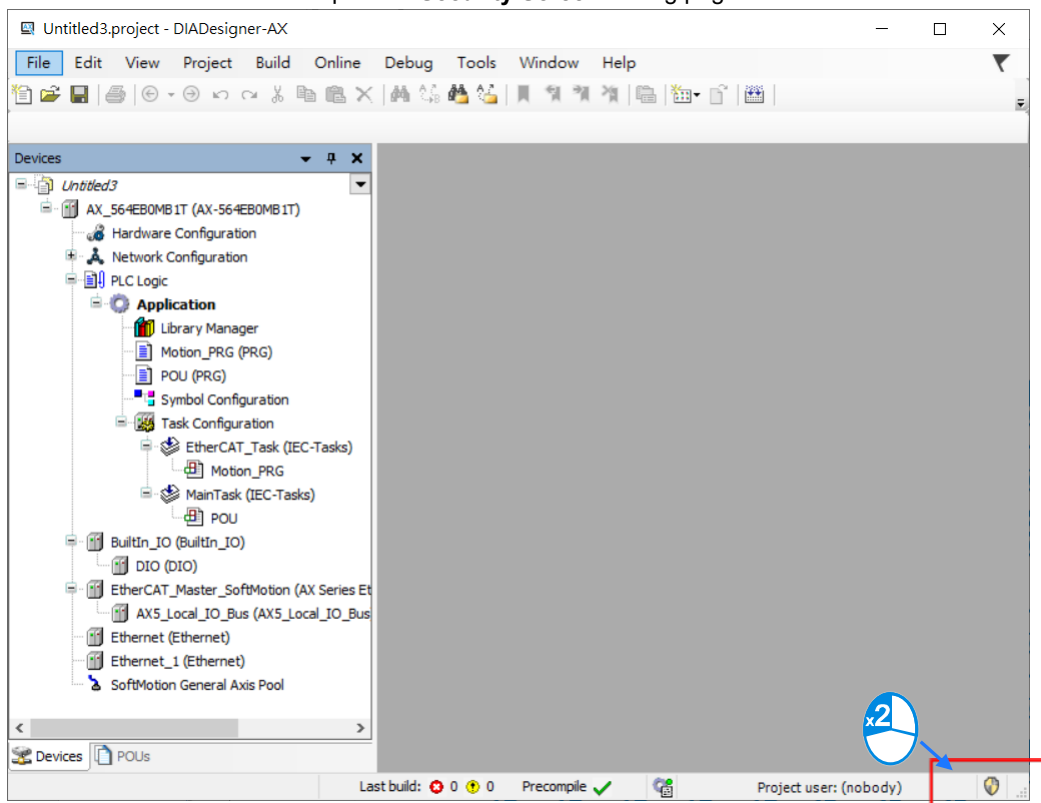 Security Screen
Untitled3.project - DIADesigner-AX
File Edit View Project Build Online Debug Tools Window Help
Devices
Untitled3
AX_564EB0MB1T (AX-564EB0MB1T)
Hardware Configuration
Network Configuration
PLC Logic
Application
Library Manager
Motion_PRG (PRG)
POU (PRG)
Symbol Configuration
Task Configuration
EtherCAT_Task (IEC-Tasks)
Motion_PRG
MainTask (IEC-Tasks)
POU
BuiltIn_IO (BuiltIn_IO)
DIO (DIO)
EtherCAT_Master_SoftMotion (AX Series Et
AX5_Local_IO_Bus (AX5_Local_IO_Bus
Ethernet (Ethernet)
Ethernet_1 (Ethernet)
SoftMotion General Axis Pool
x2
Devices POUs
Last build: 0 0 Precompile Project user: (nobody)